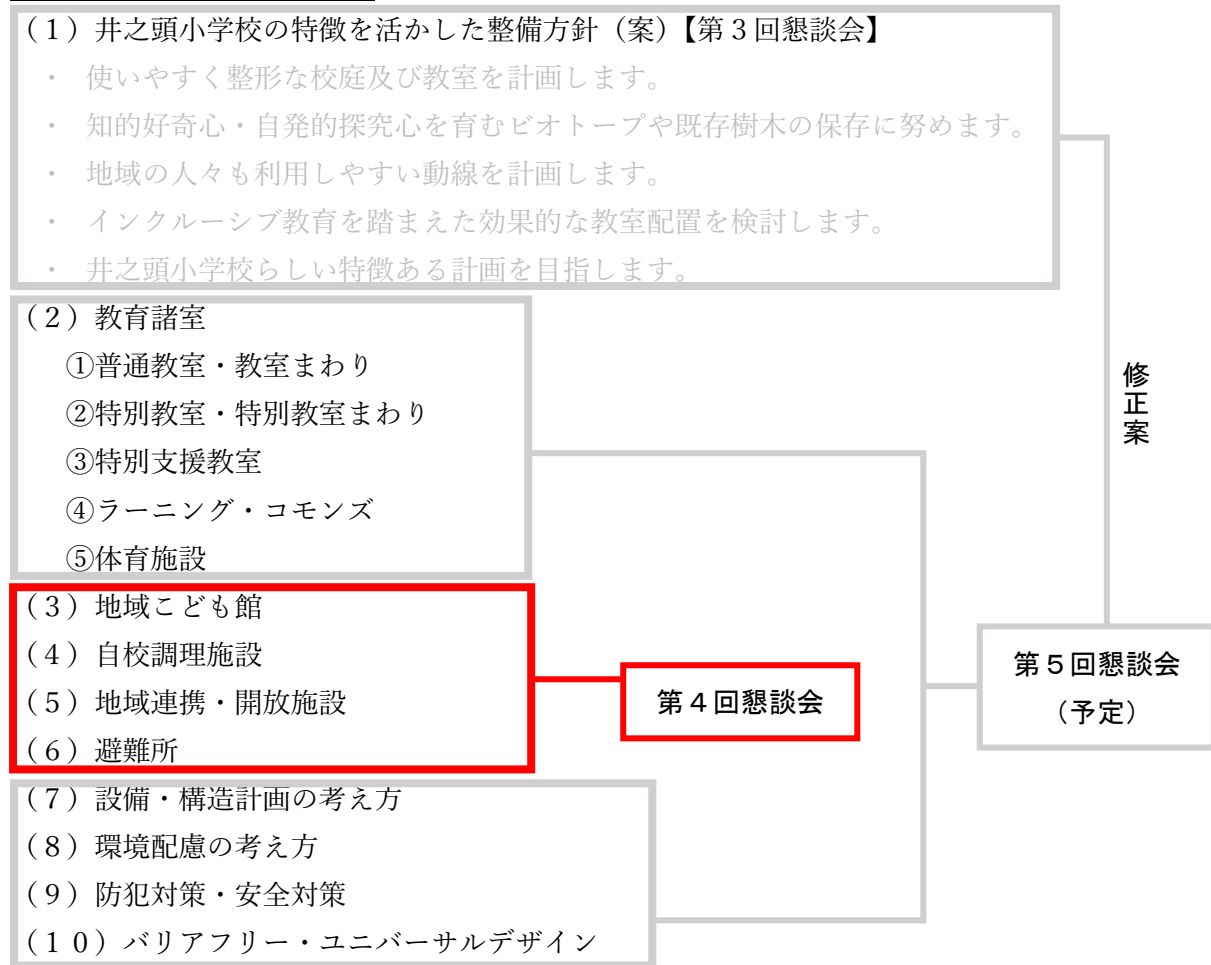 (1)井之頭小学校の特徴を活かした整備方針(案)【第3回懇談会】
・ 使いやすく整形な校庭及び教室を計画します。
・ 知的好奇心・自発的探究心を育むビオトープや既存樹木の保存に努めます。
・ 地域の人々も利用しやすい動線を計画します。
・ インクルーシブ教育を踏まえた効果的な教室配置を検討します。
・ 井之頭小学校らしい特徴ある計画を目指します。
(2)教育諸室
①普通教室・教室まわり
②特別教室・特別教室まわり
③特別支援教室
④ラーニング・コモンズ
⑤体育施設
(3)地域こども館
(4)自校調理施設
(5)地域連携・開放施設
(6)避難所
(7)設備・構造計画の考え方
(8)環境配慮の考え方
(9)防犯対策・安全対策
(10)バリアフリー・ユニバーサルデザイン
第4回懇談会
修正案
第5回懇談会
(予定)